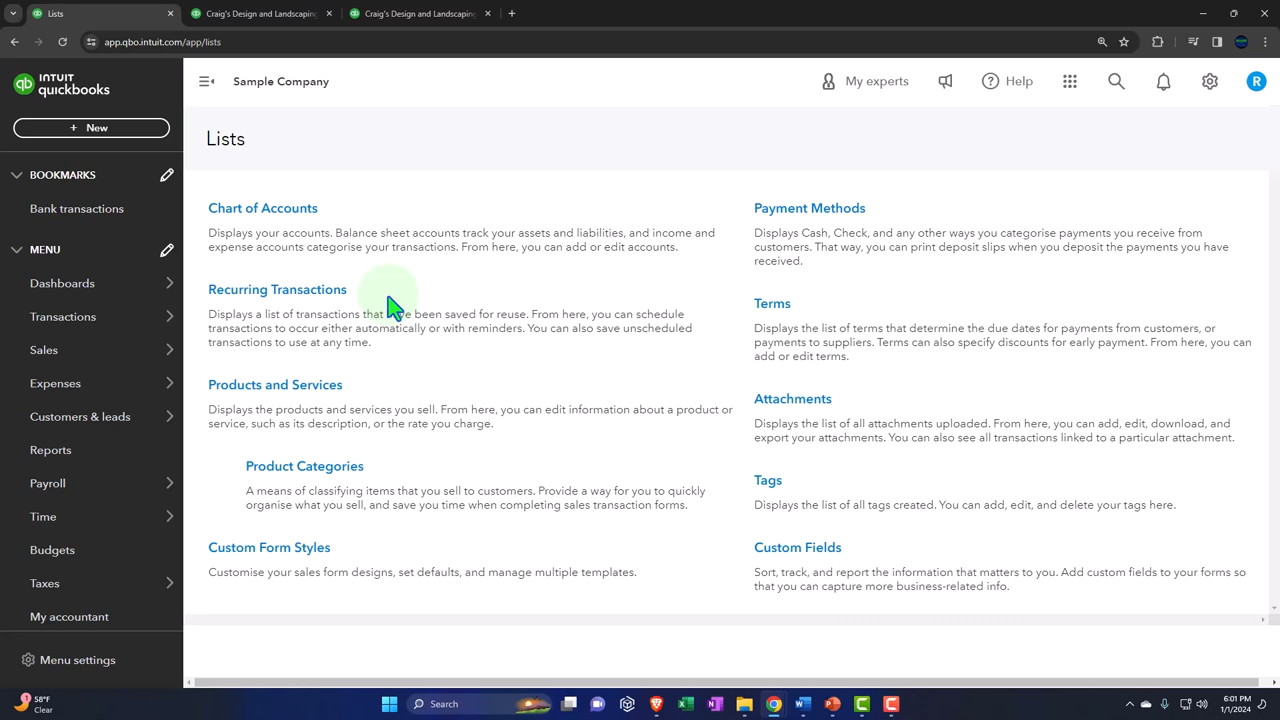 Lists
Craig's Design and Landscaping
Craig's Design and Landscaping
app.qbo.intuit.com/app/lists
INTUIT
quickbooks
Sample Company
My experts
Help
R
+ New
BOOKMARKS
Bank transactions
MENU
Dashboards
Transactions
Sales
Expenses
Customers & leads
Reports
Payroll
Time
Budgets
Taxes
My accountant
Menu settings
Lists
Chart of Accounts
Displays your accounts. Balance sheet accounts track your assets and liabilities, and income and
expense accounts categorise your transactions. From here, you can add or edit accounts.
Recurring Transactions
Displays a list of transactions that been saved for reuse. From here, you can schedule
transactions to occur either automatically or with reminders. You can also save unscheduled
transactions to use at any time.
Products and Services
Displays the products and services you sell. From here, you can edit information about a product or
service, such as its description, or the rate you charge.
Product Categories
A means of classifying items that you sell to customers. Provide a way for you to quickly
organise what you sell, and save you time when completing sales transaction forms.
Custom Form Styles
Customise your sales form designs, set defaults, and manage multiple templates.
Payment Methods
Displays Cash, Check, and any other ways you categorise payments you receive from
customers. That way, you can print deposit slips when you deposit the payments you have
received.
Terms
Displays the list of terms that determine the due dates for payments from customers, or
payments to suppliers. Terms can also specify discounts for early payment. From here, you can
add or edit terms.
Attachments
Displays the list of all attachments uploaded. From here, you can add, edit, download, and
export your attachments. You can also see all transactions linked to a particular attachment.
Tags
Displays the list of all tags created. You can add, edit, and delete your tags here.
Custom Fields
Sort, track, and report the information that matters to you. Add custom fields to your forms so
that you can capture more business-related info.
58°F
Clear
Search
6:01 PM
1/1/2024